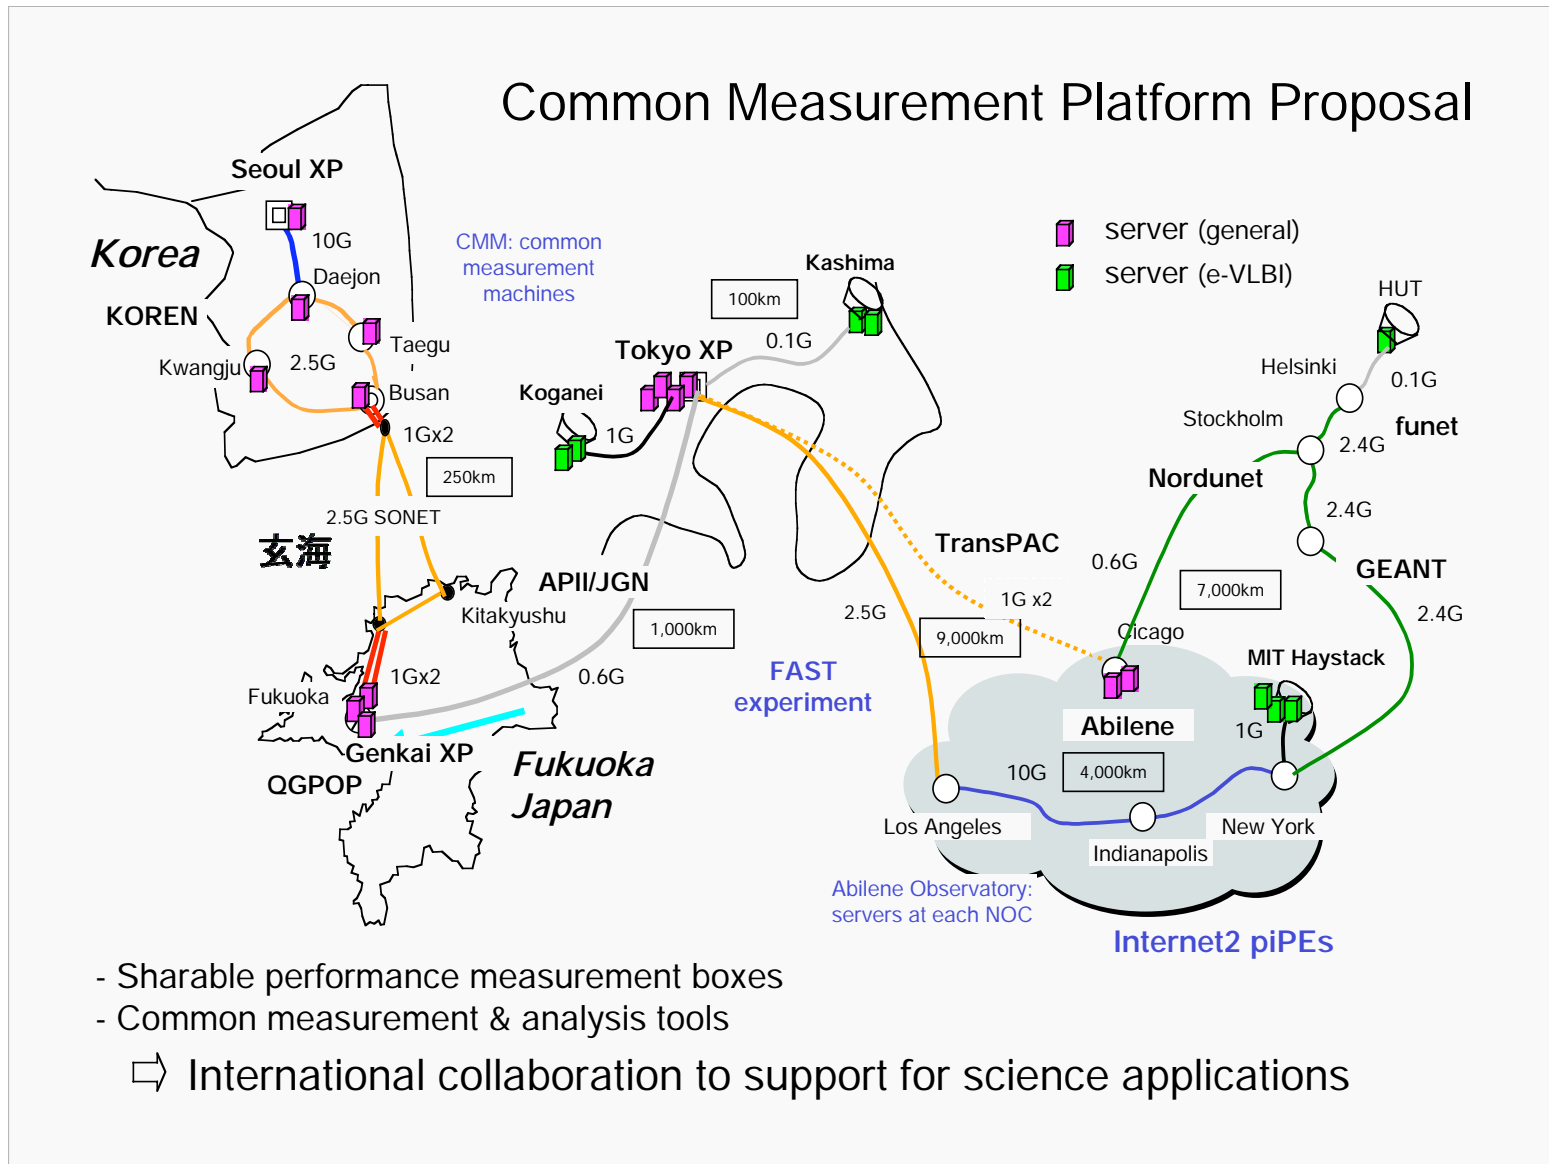 Common Measurement Platform Proposal
Seoul XP
Korea
10G
Daejon
KOREN
Taegu
Kwangju
2.5G
Busan
1Gx2
250km
2.5G SONET
玄海
CMM: common
measurement
machines
server (general)
server (e-VLBI)
Kashima
100km
0.1G
Tokyo XP
Koganei
1G
HUT
Helsinki
0.1G
Stockholm
funet
2.4G
Nordunet
2.4G
TransPAC
GEANT
0.6G
7,000km
2.4G
1G x2
2.5G
9,000km
Cicago
APII/JGN
Kitakyushu
1,000km
0.6G
1Gx2
Fukuoka
Genkai XP
QGPOP
Fukuoka
Japan
FAST
experiment
MIT Haystack
Abilene
1G
10G
4,000km
Los Angeles
New York
Indianapolis
Abilene Observatory:
servers at each NOC
Internet2 piPEs
- Sharable performance measurement boxes
- Common measurement & analysis tools
International collaboration to support for science applications